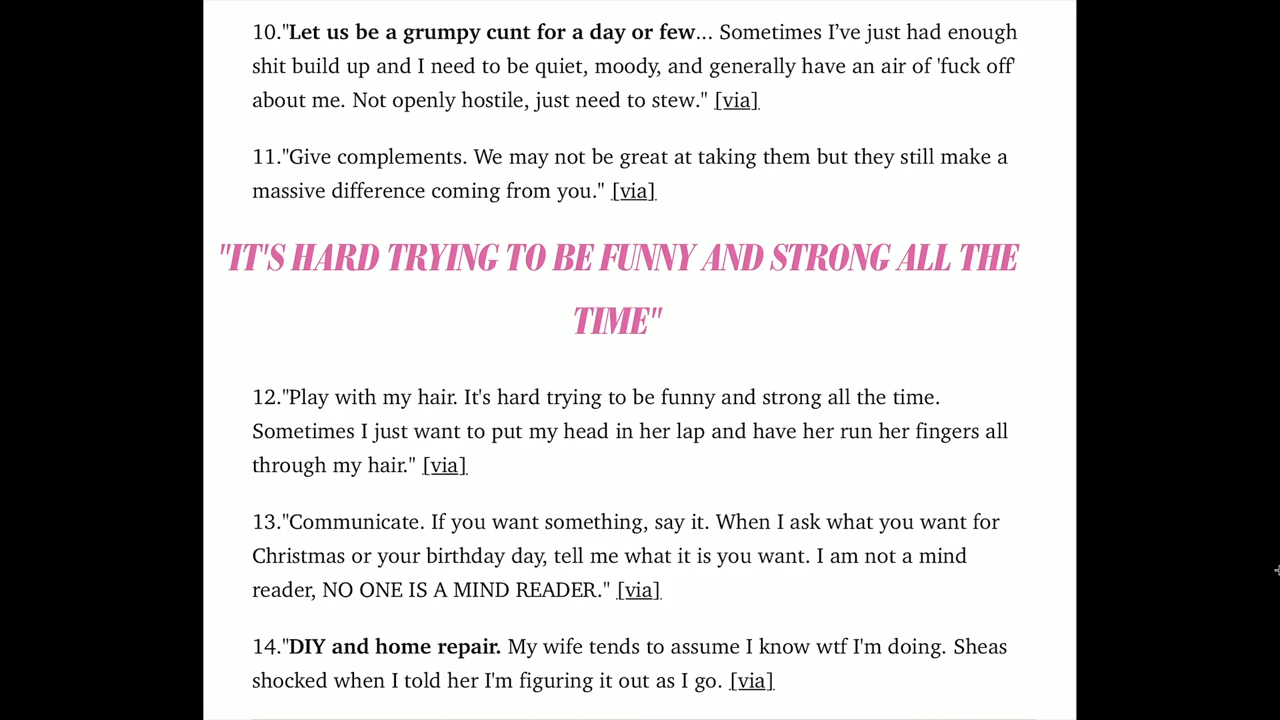 10."Let us be a grumpy cunt for a day or few... Sometimes I’ve just had enough
shit build up and I need to be quiet, moody, and generally have an air of 'fuck off'
about me. Not openly hostile, just need to stew." [via]
11."Give complements. We may not be great at taking them but they still make a
massive difference coming from you." [via]
"IT'S HARD TRYING TO BE FUNNY AND STRONG ALL THE
TIME"
12."Play with my hair. It's hard trying to be funny and strong all the time.
Sometimes I just want to put my head in her lap and have her run her fingers all
through my hair." [via]
13."Communicate. If you want something, say it. When I ask what you want for
Christmas or your birthday day, tell me what it is you want. I am not a mind
reader, NO ONE IS A MIND READER." [via]
14."DIY and home repair. My wife tends to assume I know wtf I'm doing. Sheas
shocked when I told her I'm figuring it out as I go. [via]